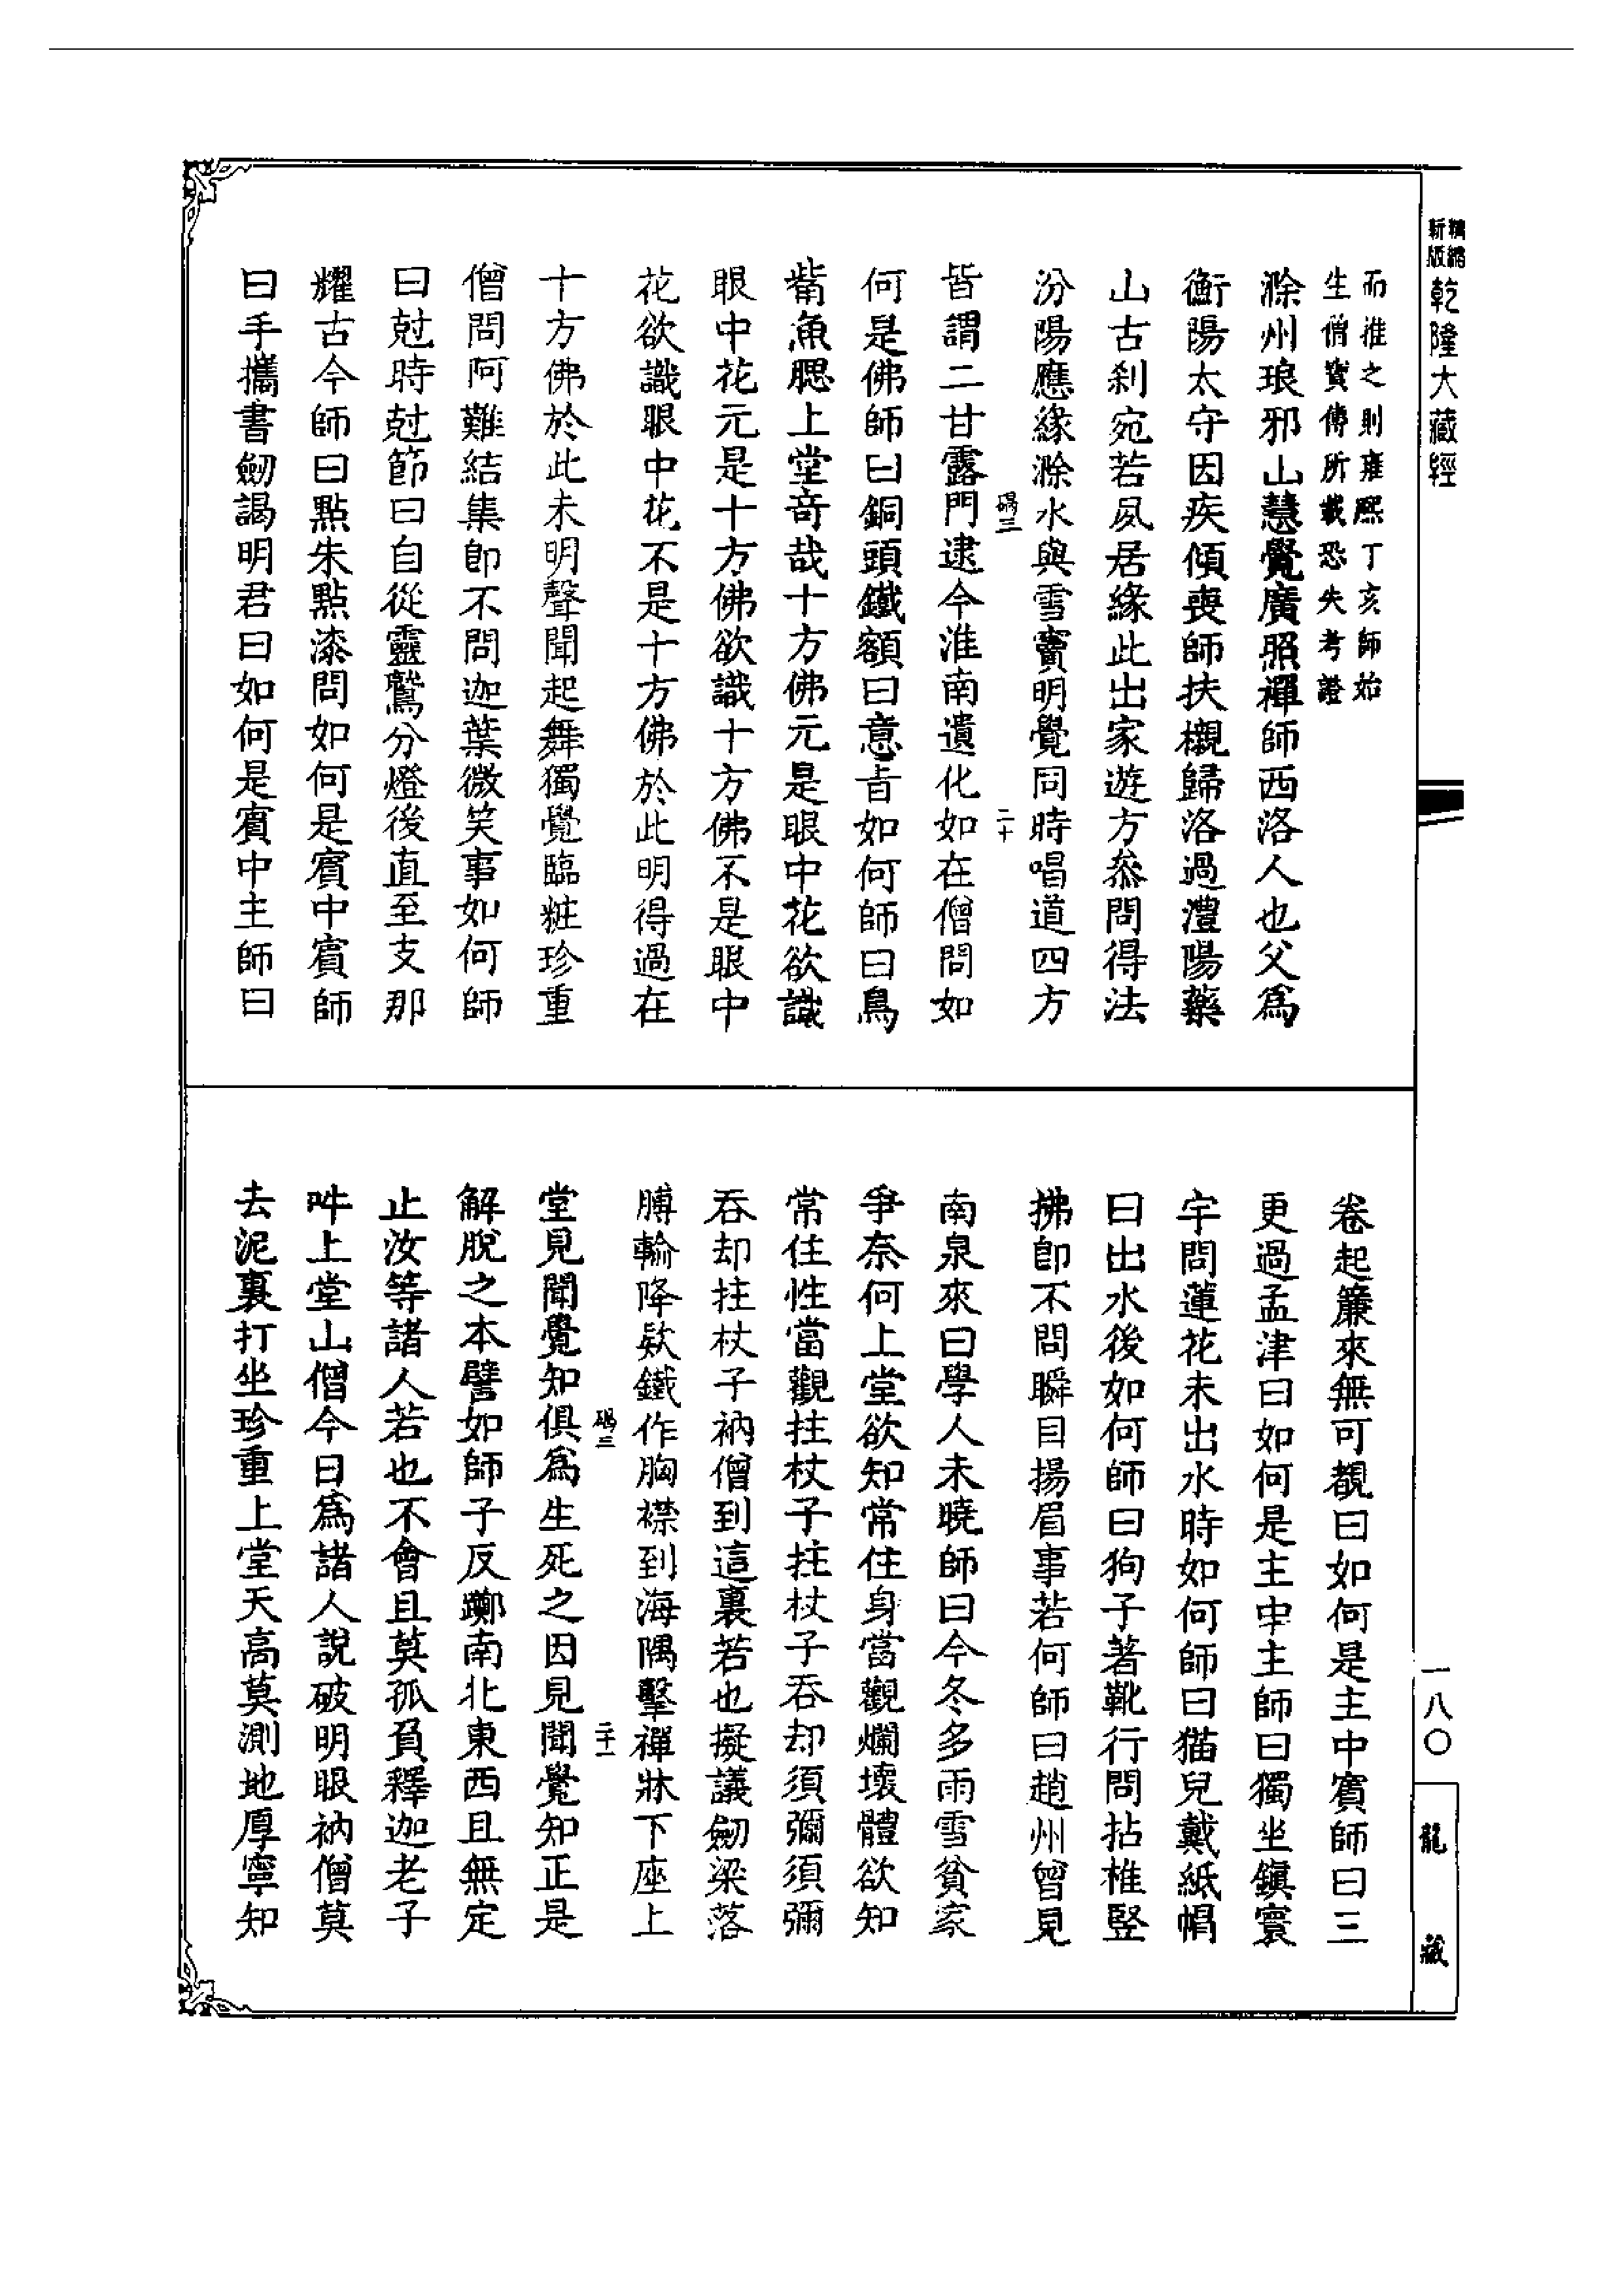 精縮
新版
乾隆大藏經
而推之則雍熙丁亥師始
生僧寶傳所載恐失考證
滁州琅邪山慧覺廣照禪師西洛人也父為
衡陽太守因疾傾喪師扶櫬歸洛過澧陽藥
山古刹宛若夙居緣此出家遊方叅問得法
汾陽應緣滁水與雪竇明覺同時唱道四方
碣三
二十
皆謂二甘露門逮今淮南遺化如在僧問如
何是佛師曰銅頭鐵額曰意旨如何師曰鳥
觜魚腮上堂奇哉十方佛元是眼中花欲識
眼中花元是十方佛欲識十方佛不是眼中
花欲識眼中花不是十方佛於此明得過在
十方佛於此未明聲聞起舞獨覺臨粧珍重
僧問阿難結集即不問迦葉微笑事如何師
曰尅時尅節曰自從靈鷲分燈後直至支那
耀古今師曰點朱點漆問如何是賓中賓師
曰手攜書劒謁明君曰如何是賓中主師曰
卷起簾來無可覩曰如何是主中賓師曰三
更過孟津曰如何是主中主師曰獨坐鎮寰
宇問蓮花未出水時如何師曰猫兒戴紙帽
曰出水後如何師曰狗子著靴行問拈椎竪
拂即不問瞬目揚眉事若何師曰趙州曾見
南泉來曰學人未曉師曰今冬多雨雪貧家
爭奈何上堂欲知常住身當觀爛壞體欲知
常住性當觀拄杖子拄杖子吞却須彌須彌
吞却拄杖子衲僧到這裏若也擬議劒梁落
膊輸降欵鐵作胸襟到海隅擊禪牀下座上
碣三
二十一
堂見聞覺知俱為生死之因見聞覺知正是
解脫之本譬如師子反躑南北東西且無定
止汝等諸人若也不會且莫孤負釋迦老子
吽上堂山僧今日為諸人說破明眼衲僧莫
去泥裏打坐珍重上堂天高莫測地厚寧知
一八〇
龍藏